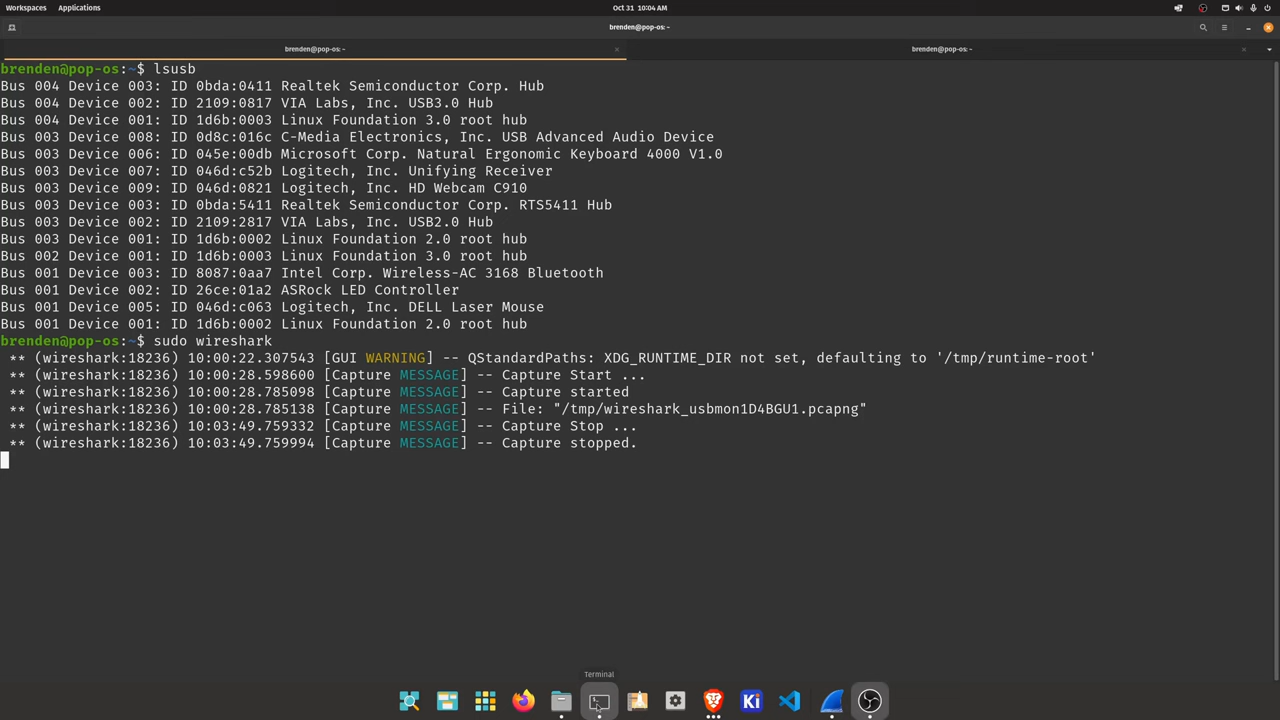 Workspaces Applications Oct 31 10:04 AM
brenden@pop-os: ~
brenden@pop-os: ~ brenden@pop-os: ~
brenden@pop-os:~$ lsusb
Bus 004 Device 003: ID 0bda:0411 Realtek Semiconductor Corp. Hub
Bus 004 Device 002: ID 2109:0817 VIA Labs, Inc. USB3.0 Hub
Bus 004 Device 001: ID 1d6b:0003 Linux Foundation 3.0 root hub
Bus 003 Device 008: ID 0d8c:016c C-Media Electronics, Inc. USB Advanced Audio Device
Bus 003 Device 006: ID 045e:00db Microsoft Corp. Natural Ergonomic Keyboard 4000 V1.0
Bus 003 Device 007: ID 046d:c52b Logitech, Inc. Unifying Receiver
Bus 003 Device 009: ID 046d:0821 Logitech, Inc. HD Webcam C910
Bus 003 Device 003: ID 0bda:5411 Realtek Semiconductor Corp. RTS5411 Hub
Bus 003 Device 002: ID 2109:2817 VIA Labs, Inc. USB2.0 Hub
Bus 003 Device 001: ID 1d6b:0002 Linux Foundation 2.0 root hub
Bus 002 Device 001: ID 1d6b:0003 Linux Foundation 3.0 root hub
Bus 001 Device 003: ID 8087:0aa7 Intel Corp. Wireless-AC 3168 Bluetooth
Bus 001 Device 002: ID 26ce:01a2 ASRock LED Controller
Bus 001 Device 005: ID 046d:c063 Logitech, Inc. DELL Laser Mouse
Bus 001 Device 001: ID 1d6b:0002 Linux Foundation 2.0 root hub
brenden@pop-os:~$ sudo wireshark
** (wireshark:18236) 10:00:22.307543 [GUI WARNING] -- QStandardPaths: XDG_RUNTIME_DIR not set, defaulting to '/tmp/runtime-root'
** (wireshark:18236) 10:00:28.598600 [Capture MESSAGE] -- Capture Start ...
** (wireshark:18236) 10:00:28.785098 [Capture MESSAGE] -- Capture started
** (wireshark:18236) 10:00:28.785138 [Capture MESSAGE] -- File: "/tmp/wireshark_usbmon1D4BGU1.pcapng"
** (wireshark:18236) 10:03:49.759332 [Capture MESSAGE] -- Capture Stop ...
** (wireshark:18236) 10:03:49.759994 [Capture MESSAGE] -- Capture stopped.
Terminal
Ki